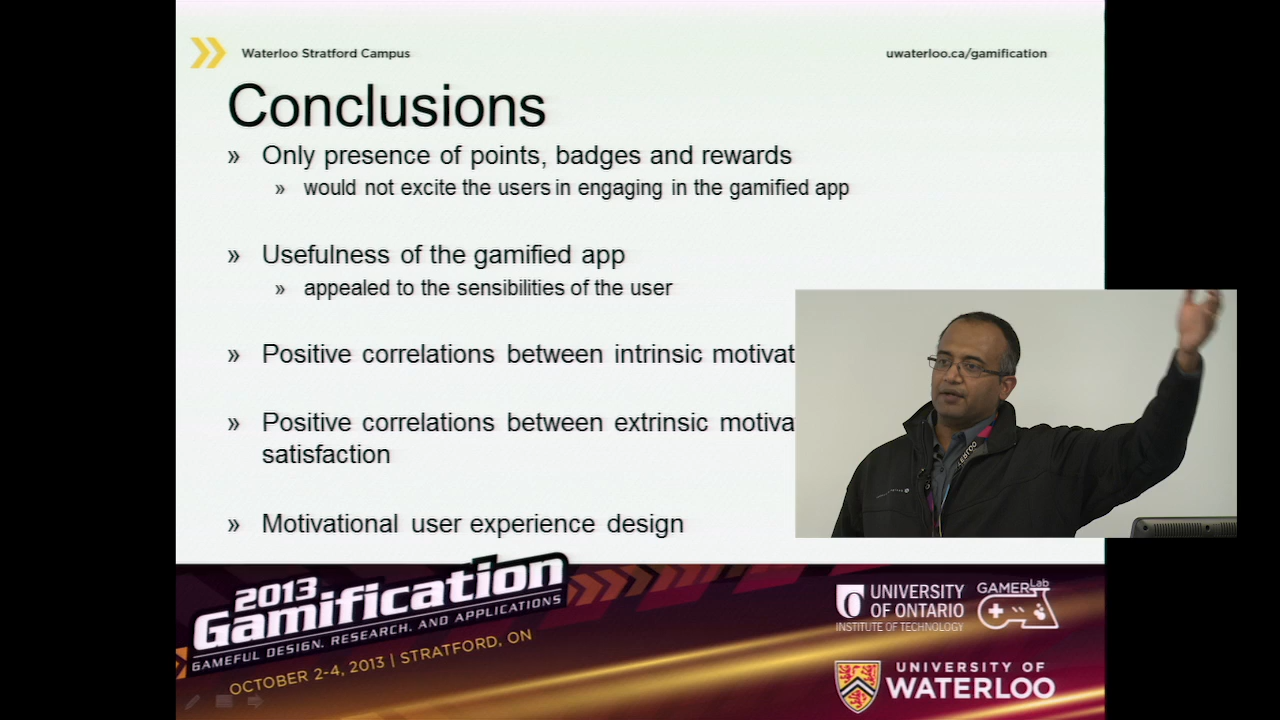 Waterloo Stratford Campus
uwaterloo.ca/gamification
Conclusions
» Only presence of points, badges and rewards
» would not excite the users in engaging in the gamified app
» Usefulness of the gamified app
» appealed to the sensibilities of the user
» Positive correlations between intrinsic motivat
» Positive correlations between extrinsic motiva
satisfaction
» Motivational user experience design
2013
Gamification
GAMEFUL DESIGN, RESEARCH, AND APPLICATIONS
OCTOBER 2-4, 2013 | STRATFORD, ON
UNIVERSITY
OF ONTARIO
INSTITUTE OF TECHNOLOGY
GAMERLab
UNIVERSITY OF
WATERLOO